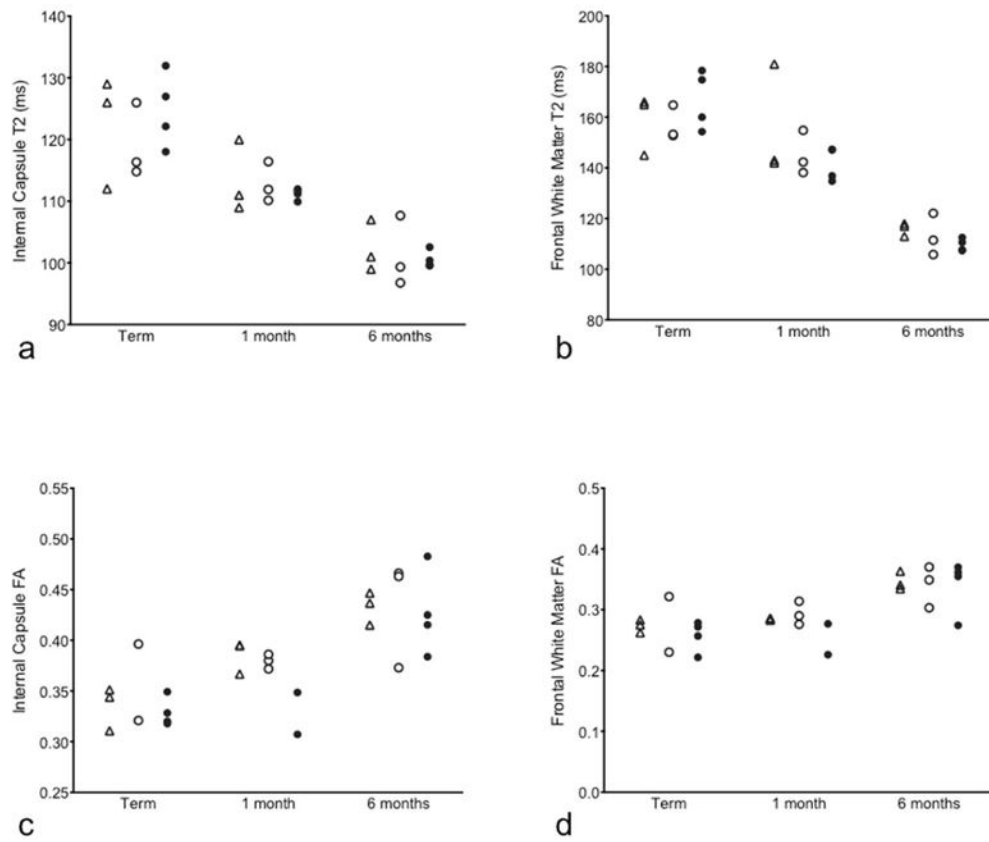 Internal Capsule T2 (ms)
140
130
120
110
100
90
Term 1 month 6 months
a
Frontal White Matter T2 (ms)
200
180
160
140
120
100
80
Term 1 month 6 months
b
Internal Capsule FA
0.55
0.50
0.45
0.40
0.35
0.30
0.25
Term 1 month 6 months
c
Frontal White Matter FA
0.5
0.4
0.3
0.2
0.1
0.0
Term 1 month 6 months
d